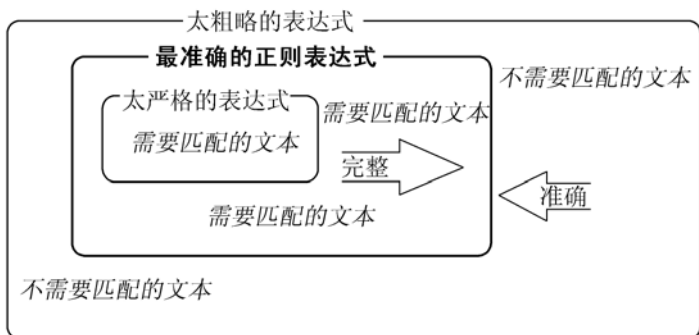 太粗略的表达式
最准确的正则表达式
太严格的表达式
不需要匹配的文本
需要匹配的文本
需要匹配的文本
完整
准确
需要匹配的文本
不需要匹配的文本